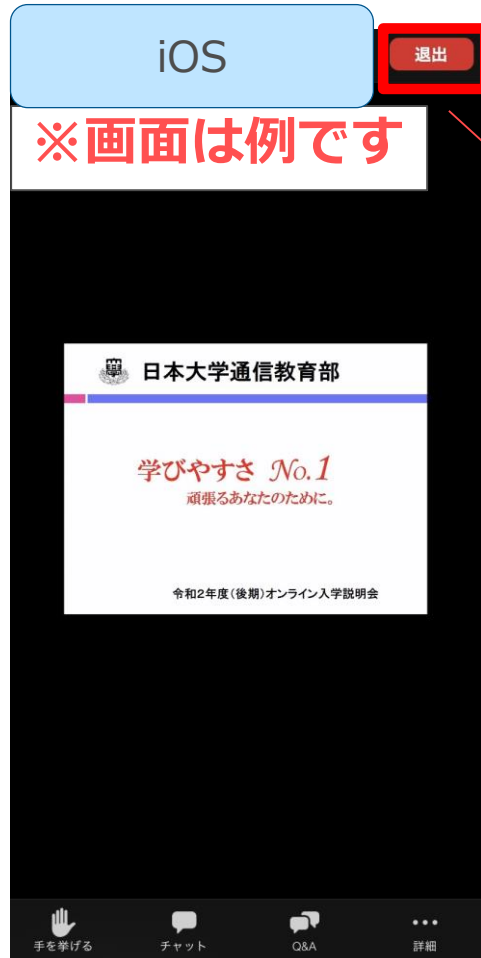 iOS
退出
※画面は例です
日本大学通信教育部
学びやすさ No.1
頑張るあなたのために。
令和2年度(後期)オンライン入学説明会
手を挙げる
チャット
Q&A
詳細